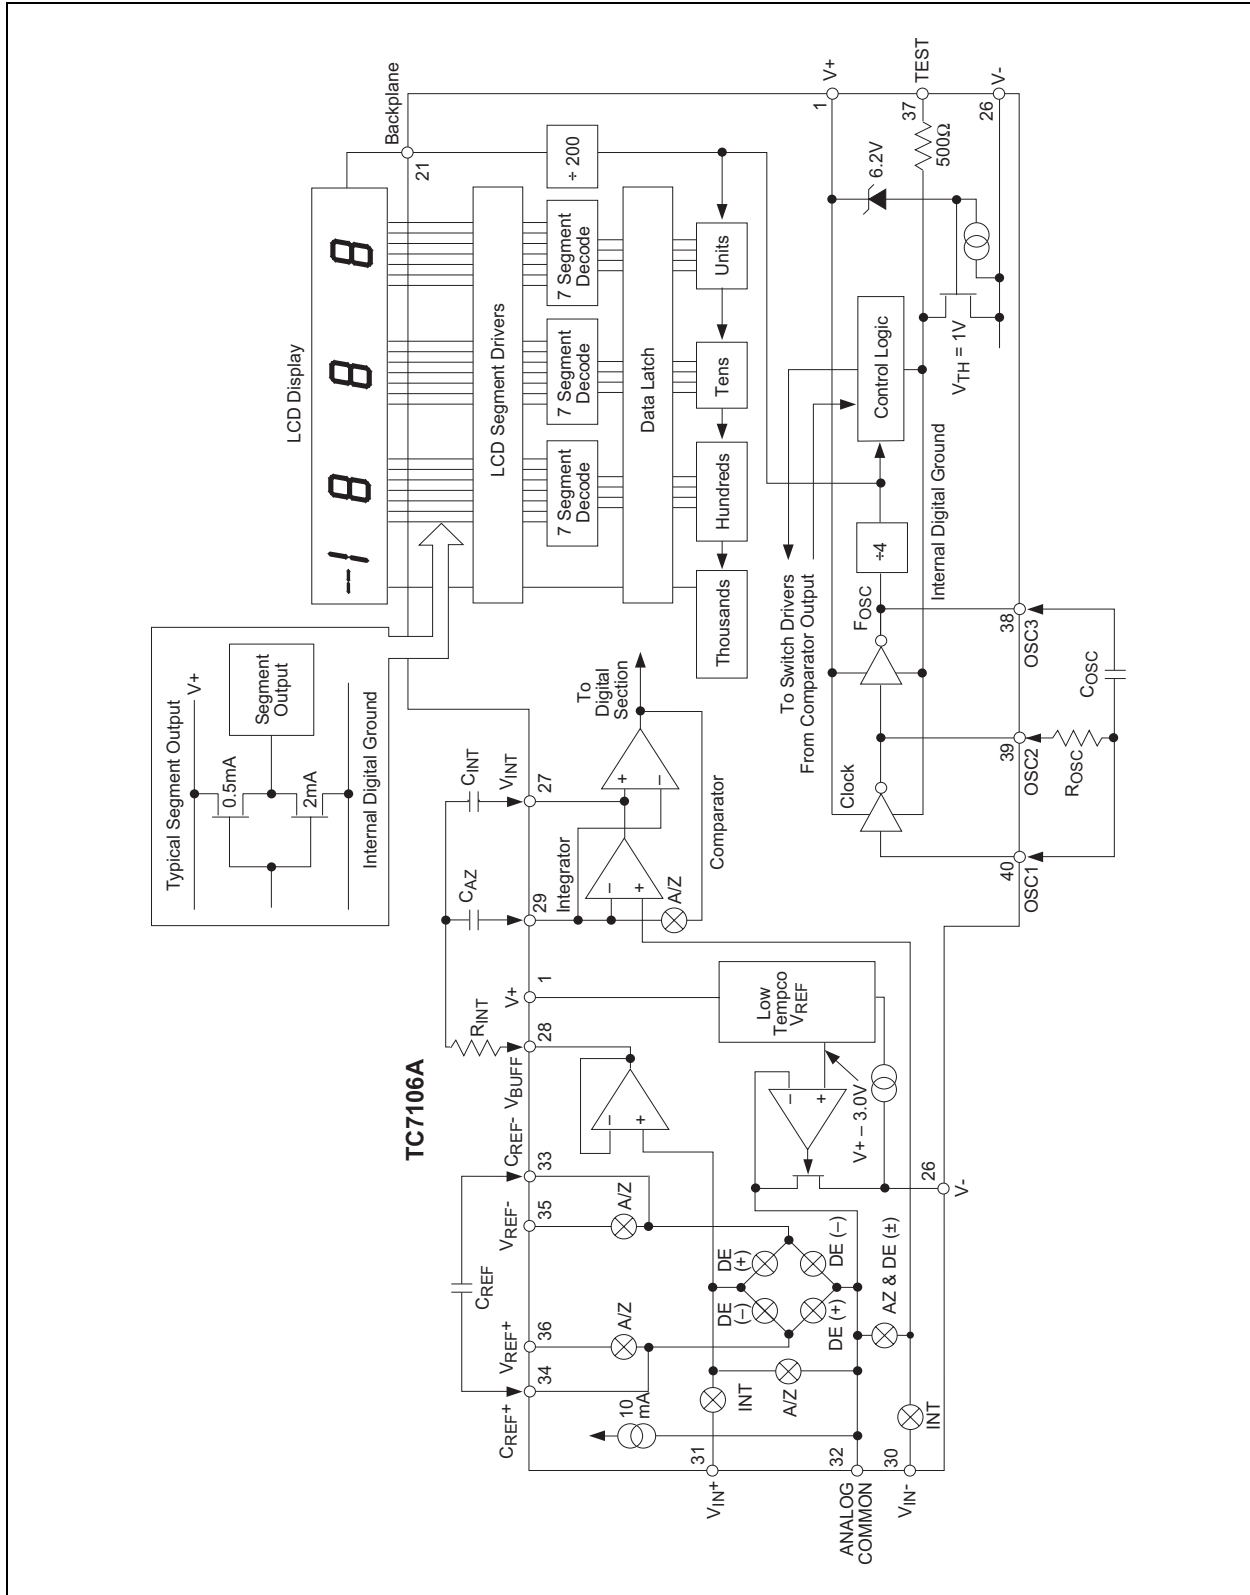 TC7106A
Typical Segment Output
V+
0.5mA
Segment
Output
2mA
Internal Digital Ground
LCD Display
-1 8 8 8
Backplane
21
LCD Segment Drivers
7 Segment
Decode
7 Segment
Decode
7 Segment
Decode
÷ 200
Data Latch
Thousands
Hundreds
Tens
Units
To Switch Drivers
From Comparator Output
Clock
FOSC
÷4
Control Logic
Internal Digital Ground
VTH = 1V
6.2V
500Ω
1
V+
37
TEST
26
V-
40
OSC1
39
OSC2
38
OSC3
ROSC
COSC
CREF
RINT
CAZ
CINT
CREF+
34
VREF+
36
VREF-
35
CREF-
33
VBUFF
28
V+
1
29
VINT
27
Integrator
– +
+ –
To
Digital
Section
Comparator
A/Z
A/Z
A/Z
– +
10
mA
VIN+
31
INT
A/Z
DE
(–)
DE
(+)
DE (+)
DE (–)
ANALOG
COMMON
32
AZ & DE (±)
VIN-
30
INT
– +
Low
Tempco
VREF
V+ – 3.0V
26
V-